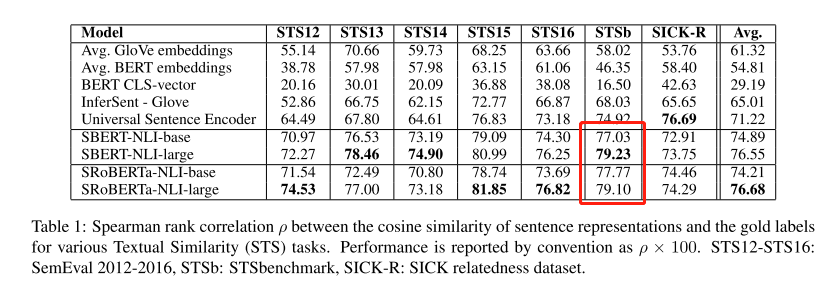 Model STS12 STS13 STS14 STS15 STS16 STSb SICK-R Avg.
Avg. GloVe embeddings 55.14 70.66 59.73 68.25 63.66 58.02 53.76 61.32
Avg. BERT embeddings 38.78 57.98 57.98 63.15 61.06 46.35 58.40 54.81
BERT CLS-vector 20.16 30.01 20.09 36.88 38.08 16.50 42.63 29.19
InferSent - Glove 52.86 66.75 62.15 72.77 66.87 68.03 65.65 65.01
Universal Sentence Encoder 64.49 67.80 64.61 76.83 73.18 74.92 76.69 71.22
SBERT-NLI-base 70.97 76.53 73.19 79.09 74.30 77.03 72.91 74.89
SBERT-NLI-large 72.27 78.46 74.90 80.99 76.25 79.23 73.75 76.55
SRoBERTa-NLI-base 71.54 72.49 70.80 78.74 73.69 77.77 74.46 74.21
SRoBERTa-NLI-large 74.53 77.00 73.18 81.85 76.82 79.10 74.29 76.68
Table 1: Spearman rank correlation ρ between the cosine similarity of sentence representations and the gold labels
for various Textual Similarity (STS) tasks. Performance is reported by convention as ρ × 100. STS12-STS16:
SemEval 2012-2016, STSb: STSbenchmark, SICK-R: SICK relatedness dataset.